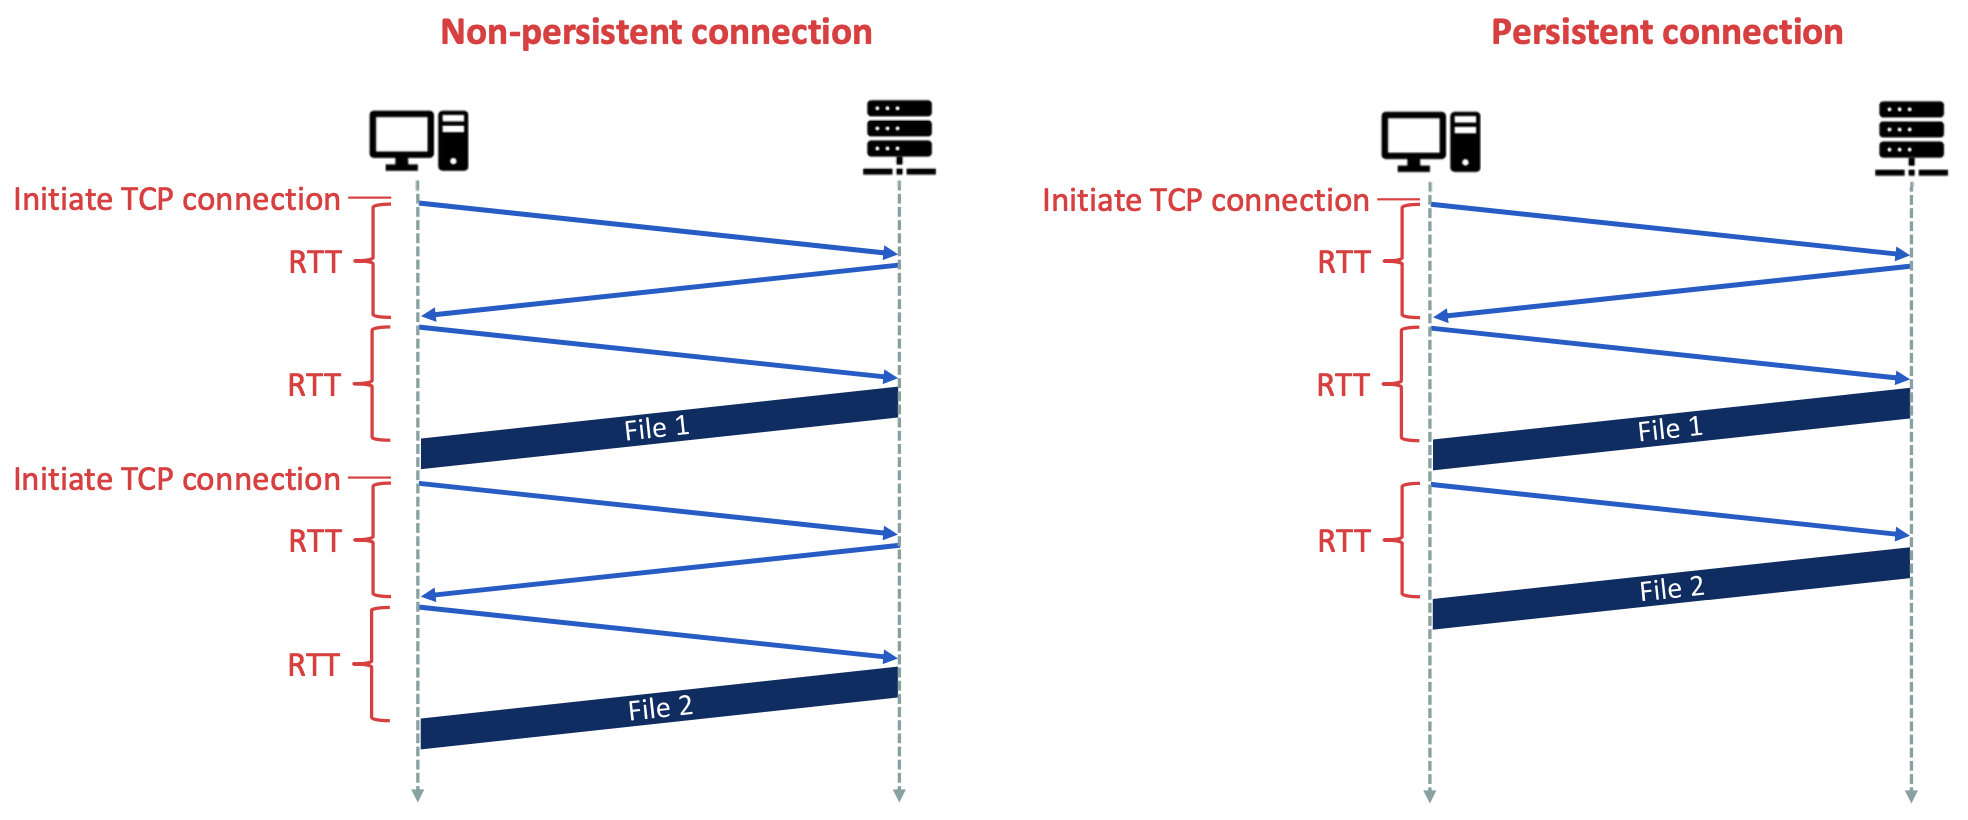 Non-persistent connection
Initiate TCP connection
RTT
RTT
File 1
Initiate TCP connection
RTT
RTT
File 2
Persistent connection
Initiate TCP connection
RTT
RTT
File 1
RTT
File 2